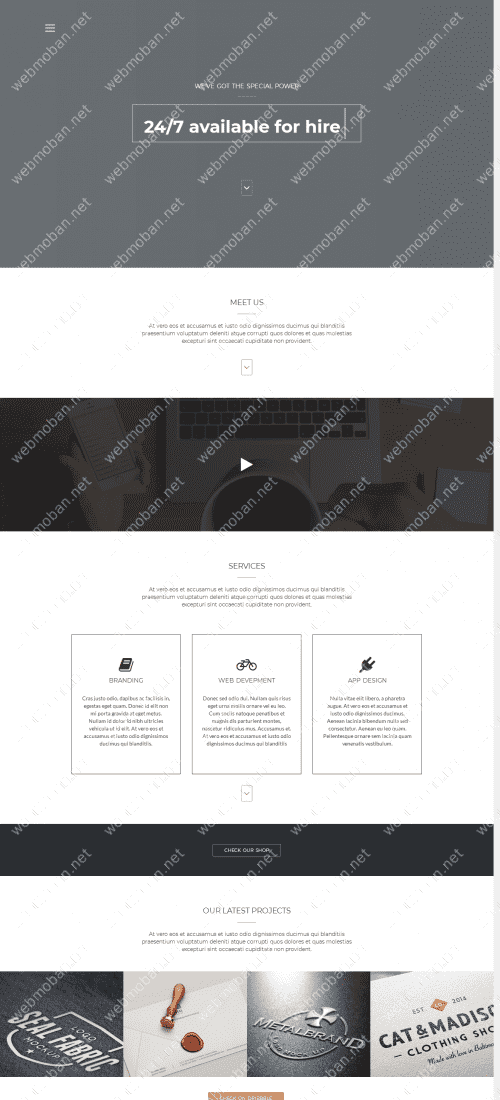 WE'VE GOT THE SPECIAL POWER
24/7 available for hire
MEET US
At vero eos et accusamus et iusto odio dignissimos ducimus qui blanditiis
praesentium voluptatum deleniti atque corrupti quos dolores et quas molestias
excepturi sint occaecati cupiditate non provident.
SERVICES
At vero eos et accusamus et iusto odio dignissimos ducimus qui blanditiis
praesentium voluptatum deleniti atque corrupti quos dolores et quas molestias
excepturi sint occaecati cupiditate non provident.
BRANDING
Cras justo odio, dapibus ac facilisis in,
egestas eget quam. Donec id elit non
mi porta gravida at eget metus.
Nullam id dolor id nibh ultricies
vehicula ut id elit. At vero eos et
accusamus et iusto odio dignissimos
ducimus qui blanditiis
WEB DEVEPMENT
Donec sed odio dui. Nullam quis risus
eget urna mollis ornare vel eu leo.
Cum sociis natoque penatibus et
magnis dis parturient montes,
nascetur ridiculus mus. Accusamus et.
At vero eos et accusamus et iusto odio
dignissimos ducimus qui blanditiis
APP DESIGN
Nulla vitae elit libero, a pharetra
augue. At vero eos et accusamus et
iusto odio dignissimos ducimus.
Aenean lacinia bibendum nulla sed
consectetur. Aenean eu leo quam.
Pellentesque ornare sem lacinia quam
venenatis vestibulum.
CHECK OUR SHOP
OUR LATEST PROJECTS
At vero eos et accusamus et iusto odio dignissimos ducimus qui blanditiis
praesentium voluptatum deleniti atque corrupti quos dolores et quas molestias
excepturi sint occaecati cupiditate non provident.
LOGO
SEAL FABRIC
MOCKUP
METALBRAND
EST 2014
CAT & MADISO
CLOTHING SHO
Made with love in Baltimor
webmoban.net